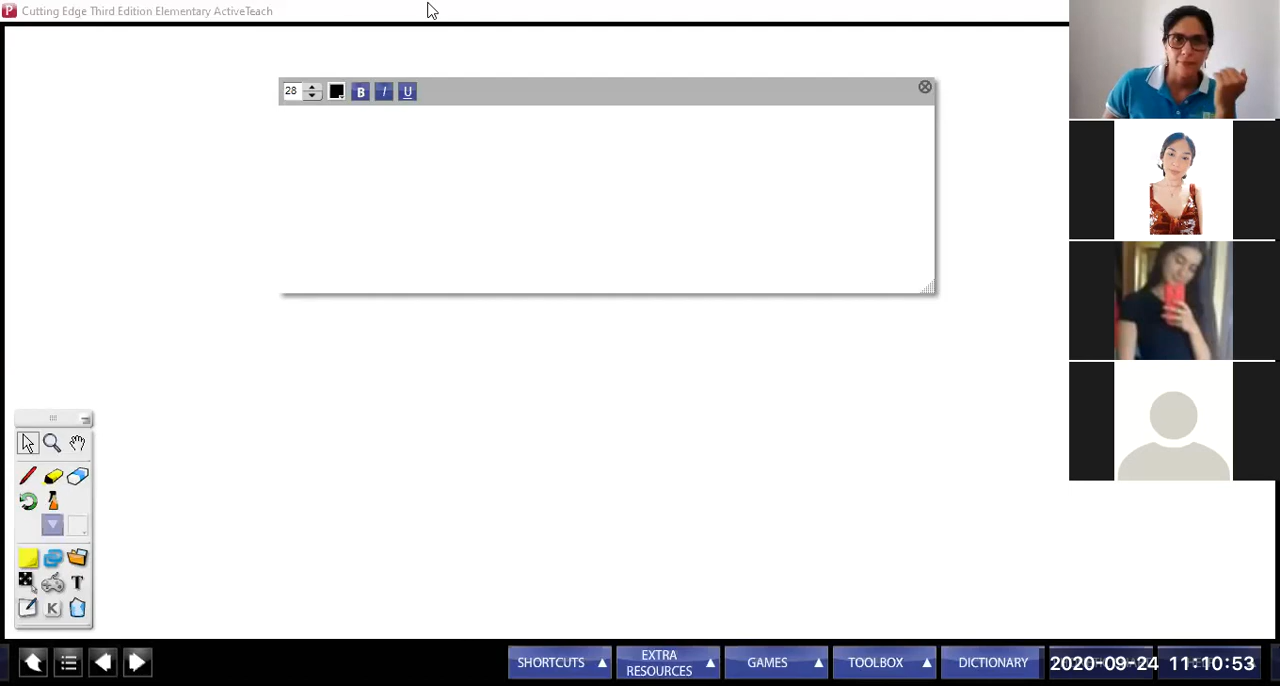 Cutting Edge Third Edition Elementary ActiveTeach
28
B
I
U
T
K
SHORTCUTS
EXTRA
RESOURCES
GAMES
TOOLBOX
DICTIONARY
2020-09-24 11:10:53